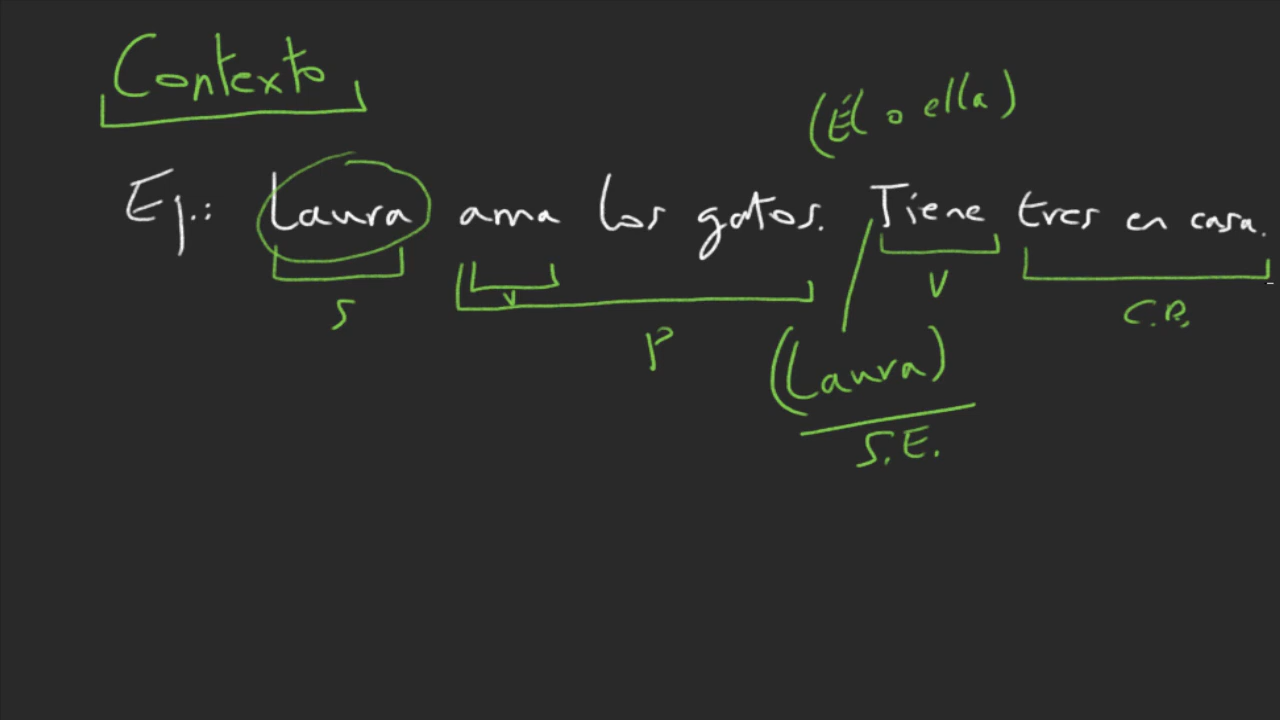 Contexto
(Él o ella)
Ej.: Laura ama los gatos. Tiene tres en casa.
S V P V C.P.
(Laura)
S.E.